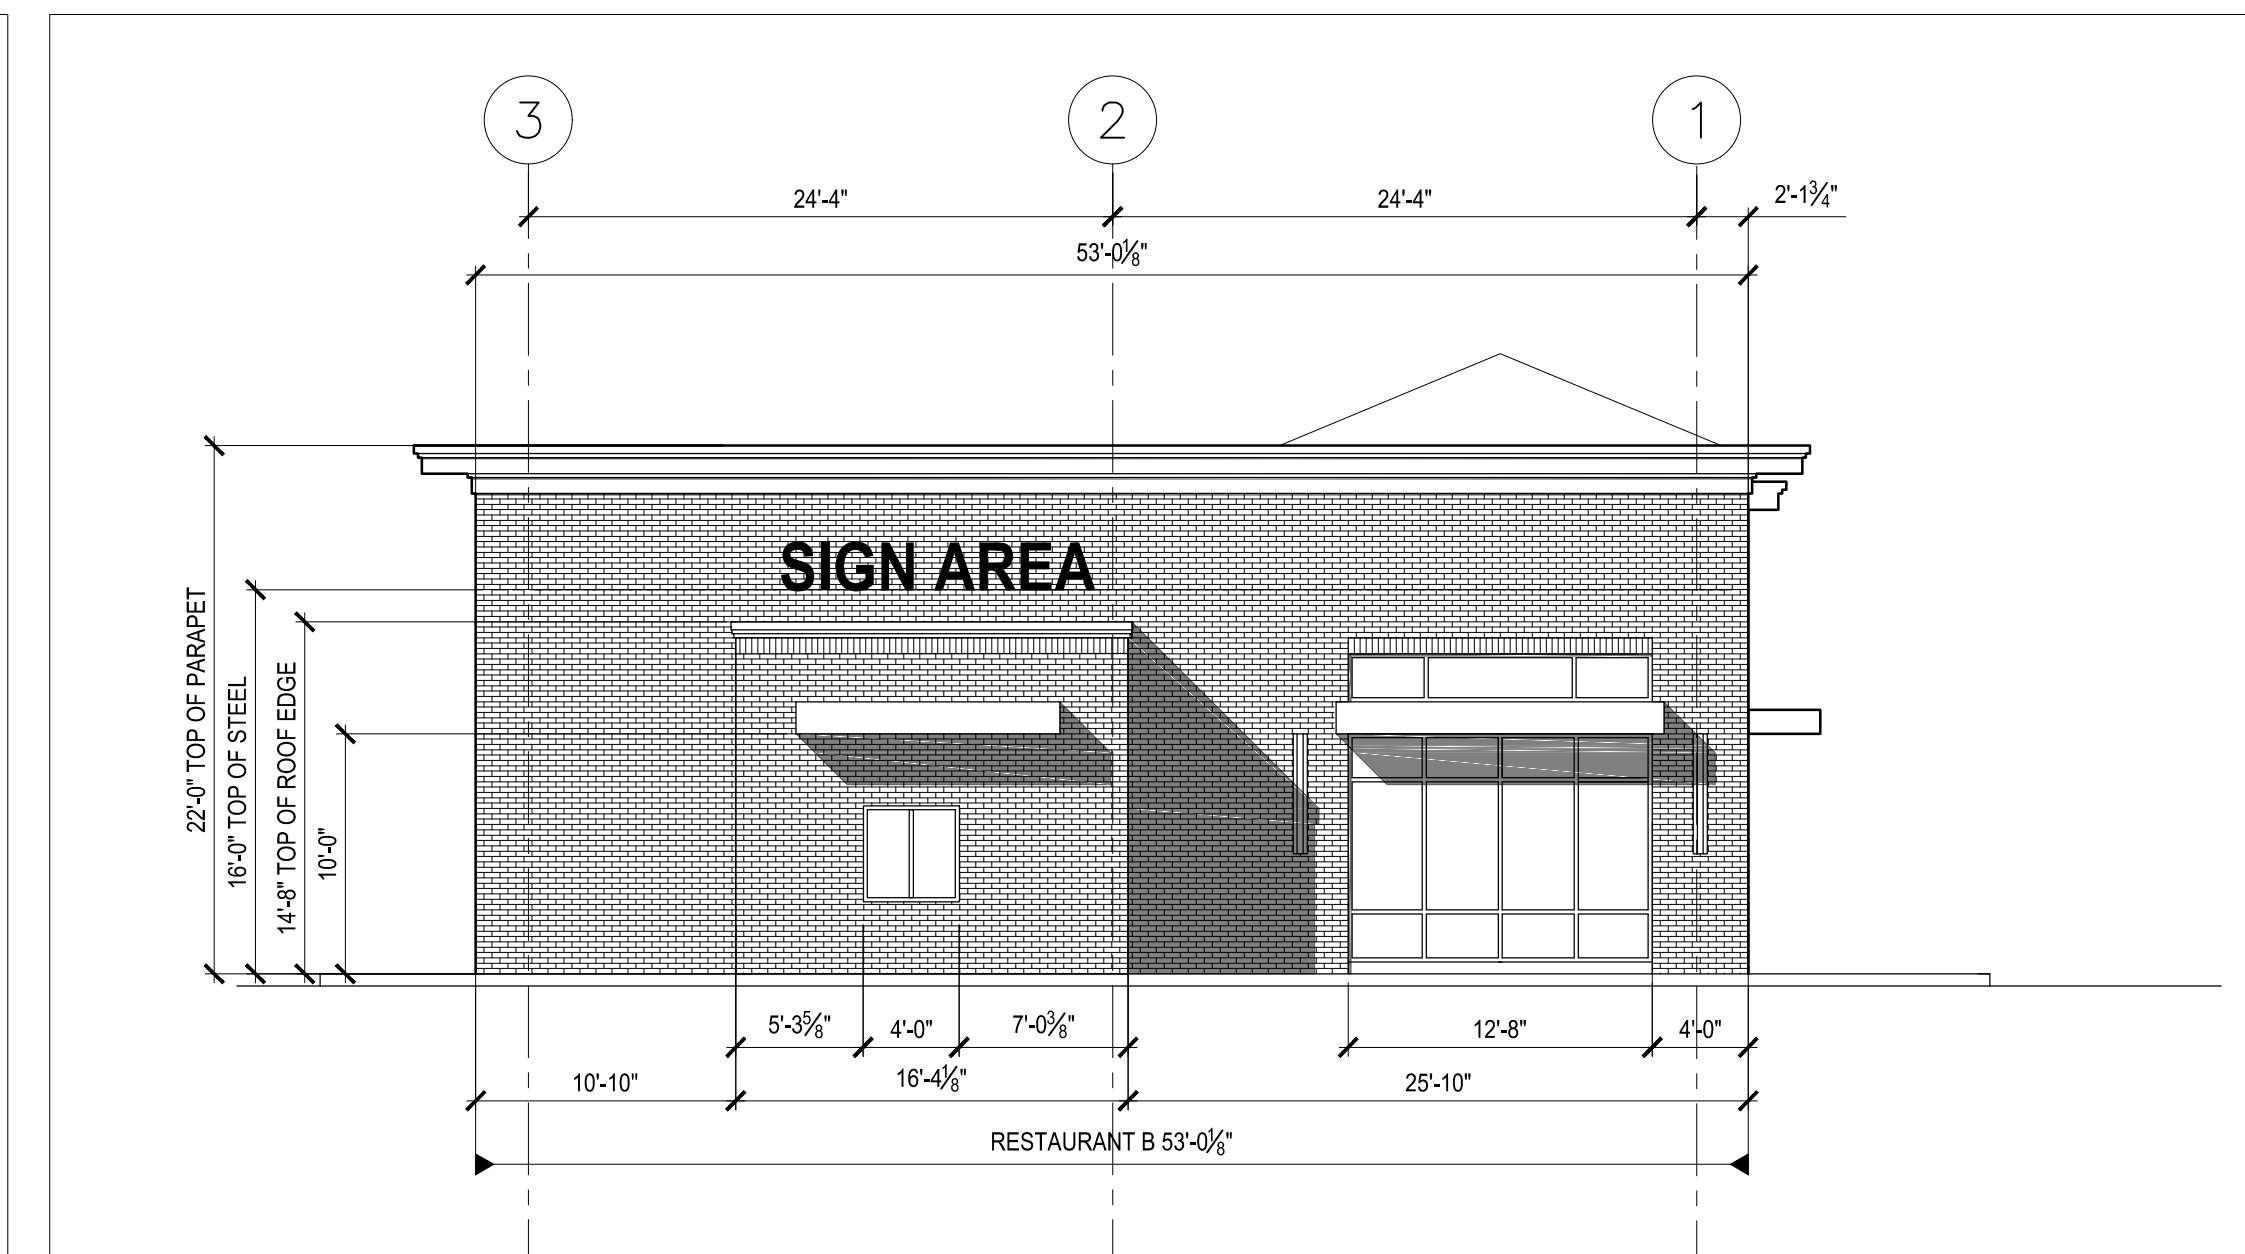 3 2 1
24'-4" 24'-4" 2'-1¾"
53'-0⅛"
SIGN AREA
22'-0" TOP OF PARAPET
16'-0" TOP OF STEEL
14'-8" TOP OF ROOF EDGE
10'-0"
5'-3⅝" 4'-0" 7'-0⅜" 12'-8" 4'-0"
10'-10" 16'-4⅛" 25'-10"
RESTAURANT B 53'-0⅛"